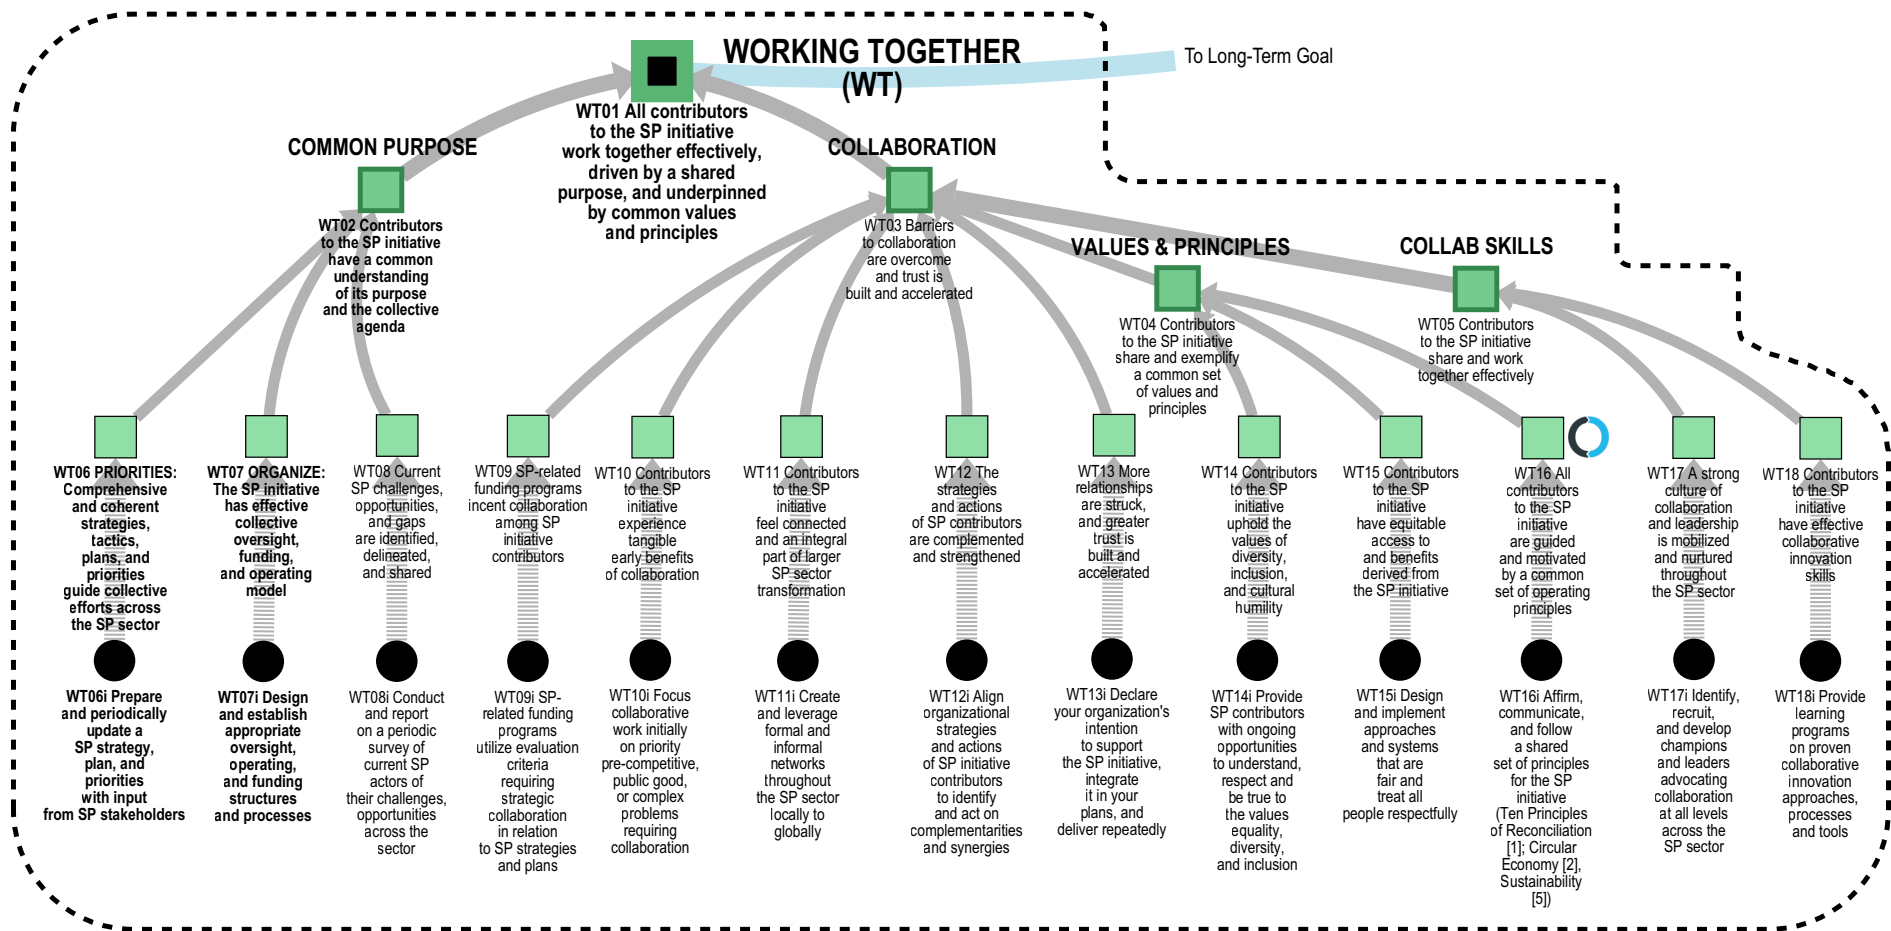 WORKING TOGETHER
(WT)
To Long-Term Goal
WT01 All contributors
to the SP initiative
work together effectively,
driven by a shared
purpose, and underpinned
by common values
and principles
COMMON PURPOSE
WT02 Contributors
to the SP initiative
have a common
understanding
of its purpose
and the collective
agenda
COLLABORATION
WT03 Barriers
to collaboration
are overcome
and trust is
built and accelerated
VALUES & PRINCIPLES
WT04 Contributors
to the SP initiative
share and exemplify
a common set
of values and
principles
COLLAB SKILLS
WT05 Contributors
to the SP initiative
share and work
together effectively
WT06 PRIORITIES:
Comprehensive
and coherent
strategies,
tactics,
plans, and
priorities
guide collective
efforts across
the SP sector
WT07 ORGANIZE:
The SP initiative
has effective
collective
oversight,
funding,
and operating
model
WT08 Current
SP challenges,
opportunities,
and gaps
are identified,
delineated,
and shared
WT09 SP-related
funding programs
incent collaboration
among SP
initiative
contributors
WT10 Contributors
to the SP
initiative
experience
tangible
early benefits
of collaboration
WT11 Contributors
to the SP
initiative
feel connected
and an integral
part of larger
SP sector
transformation
WT12 The
strategies
and actions
of SP contributors
are complemented
and strengthened
WT13 More
relationships
are struck,
and greater
trust is
built and
accelerated
WT14 Contributors
to the SP
initiative
uphold the
values of
diversity,
inclusion,
and cultural
humility
WT15 Contributors
to the SP
initiative
have equitable
access to
and benefits
derived from
the SP initiative
WT16 All
contributors
to the SP
initiative
are guided
and motivated
by a common
set of operating
principles
WT17 A strong
culture of
collaboration
and leadership
is mobilized
and nurtured
throughout
the SP sector
WT18 Contributors
to the SP
initiative
have effective
collaborative
innovation
skills
WT06i Prepare
and periodically
update a
SP strategy,
plan, and
priorities
with input
from SP stakeholders
WT07i Design
and establish
appropriate
oversight,
operating,
and funding
structures
and processes
WT08i Conduct
and report
on a periodic
survey of
current SP
actors of
their challenges,
opportunities
across the
sector
WT09i SP-
related funding
programs
utilize evaluation
criteria
requiring
strategic
collaboration
in relation
to SP strategies
and plans
WT10i Focus
collaborative
work initially
on priority
pre-competitive,
public good,
or complex
problems
requiring
collaboration
WT11i Create
and leverage
formal and
informal
networks
throughout
the SP sector
locally to
globally
WT12i Align
organizational
strategies
and actions
of SP initiative
contributors
to identify
and act on
complementarities
and synergies
WT13i Declare
your organization's
intention
to support
the SP initiative,
integrate
it in your
plans, and
deliver repeatedly
WT14i Provide
SP contributors
with ongoing
opportunities
to understand,
respect and
be true to
the values
equality,
diversity,
and inclusion
WT15i Design
and implement
approaches
and systems
that are
fair and
treat all
people respectfully
WT16i Affirm,
communicate,
and follow
a shared
set of principles
for the SP
initiative
(Ten Principles
of Reconciliation
[1]; Circular
Economy [2],
Sustainability
[5])
WT17i Identify,
recruit,
and develop
champions
and leaders
advocating
collaboration
at all levels
across the
SP sector
WT18i Provide
learning
programs
on proven
collaborative
innovation
approaches,
processes
and tools